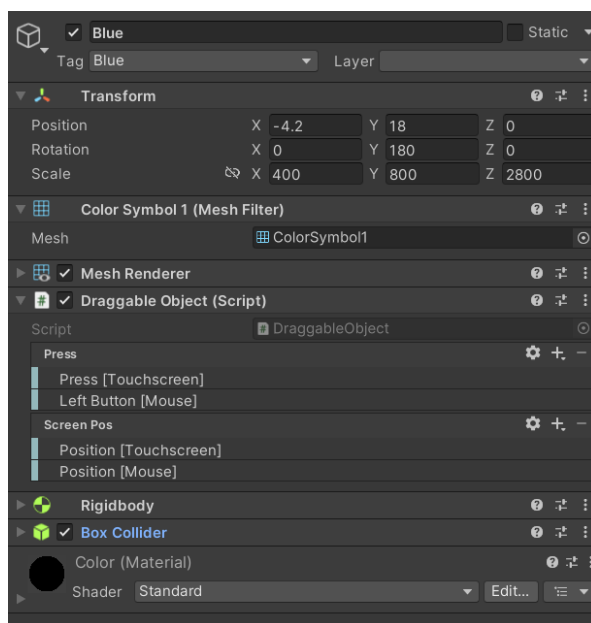 Blue Static
Tag Blue Layer
Transform
Position X -4.2 Y 18 Z 0
Rotation X 0 Y 180 Z 0
Scale X 400 Y 800 Z 2800
Color Symbol 1 (Mesh Filter)
Mesh ColorSymbol1
Mesh Renderer
# Draggable Object (Script)
Script # DraggableObject
Press
Press [Touchscreen]
Left Button [Mouse]
Screen Pos
Position [Touchscreen]
Position [Mouse]
Rigidbody
Box Collider
Color (Material)
Shader Standard Edit...